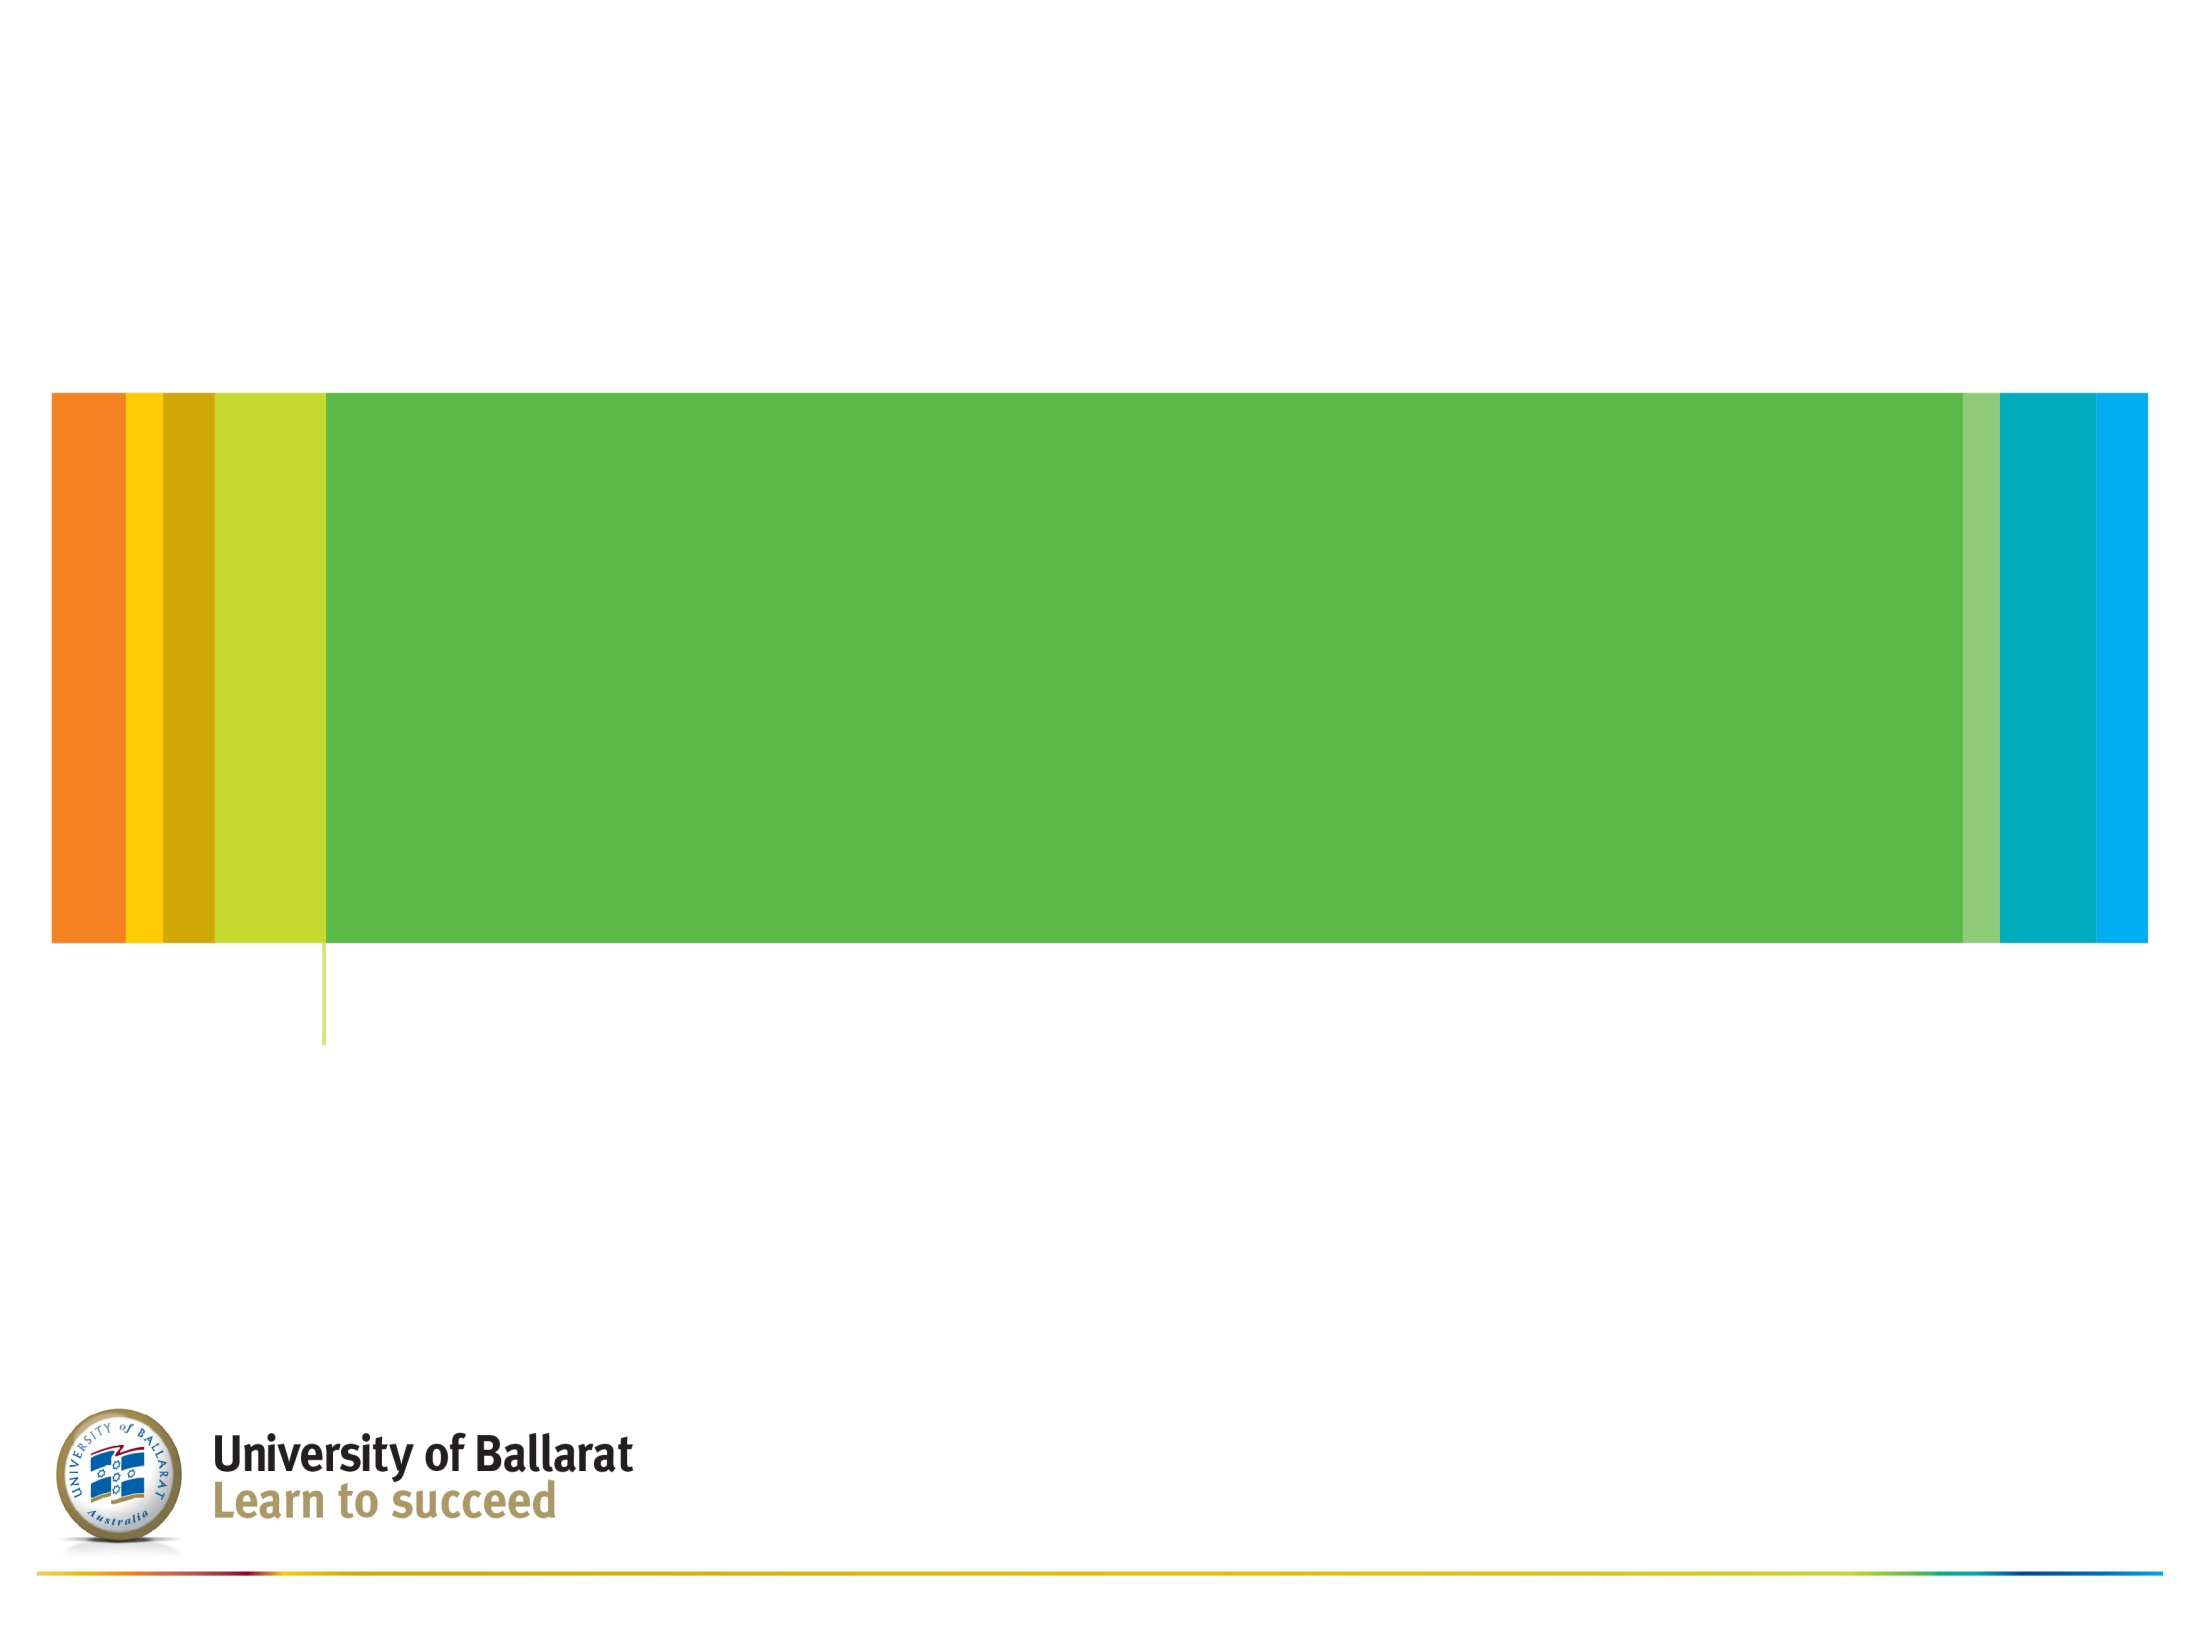 UNIVERSITY of BALLARAT
Australia
University of Ballarat
Learn to succeed